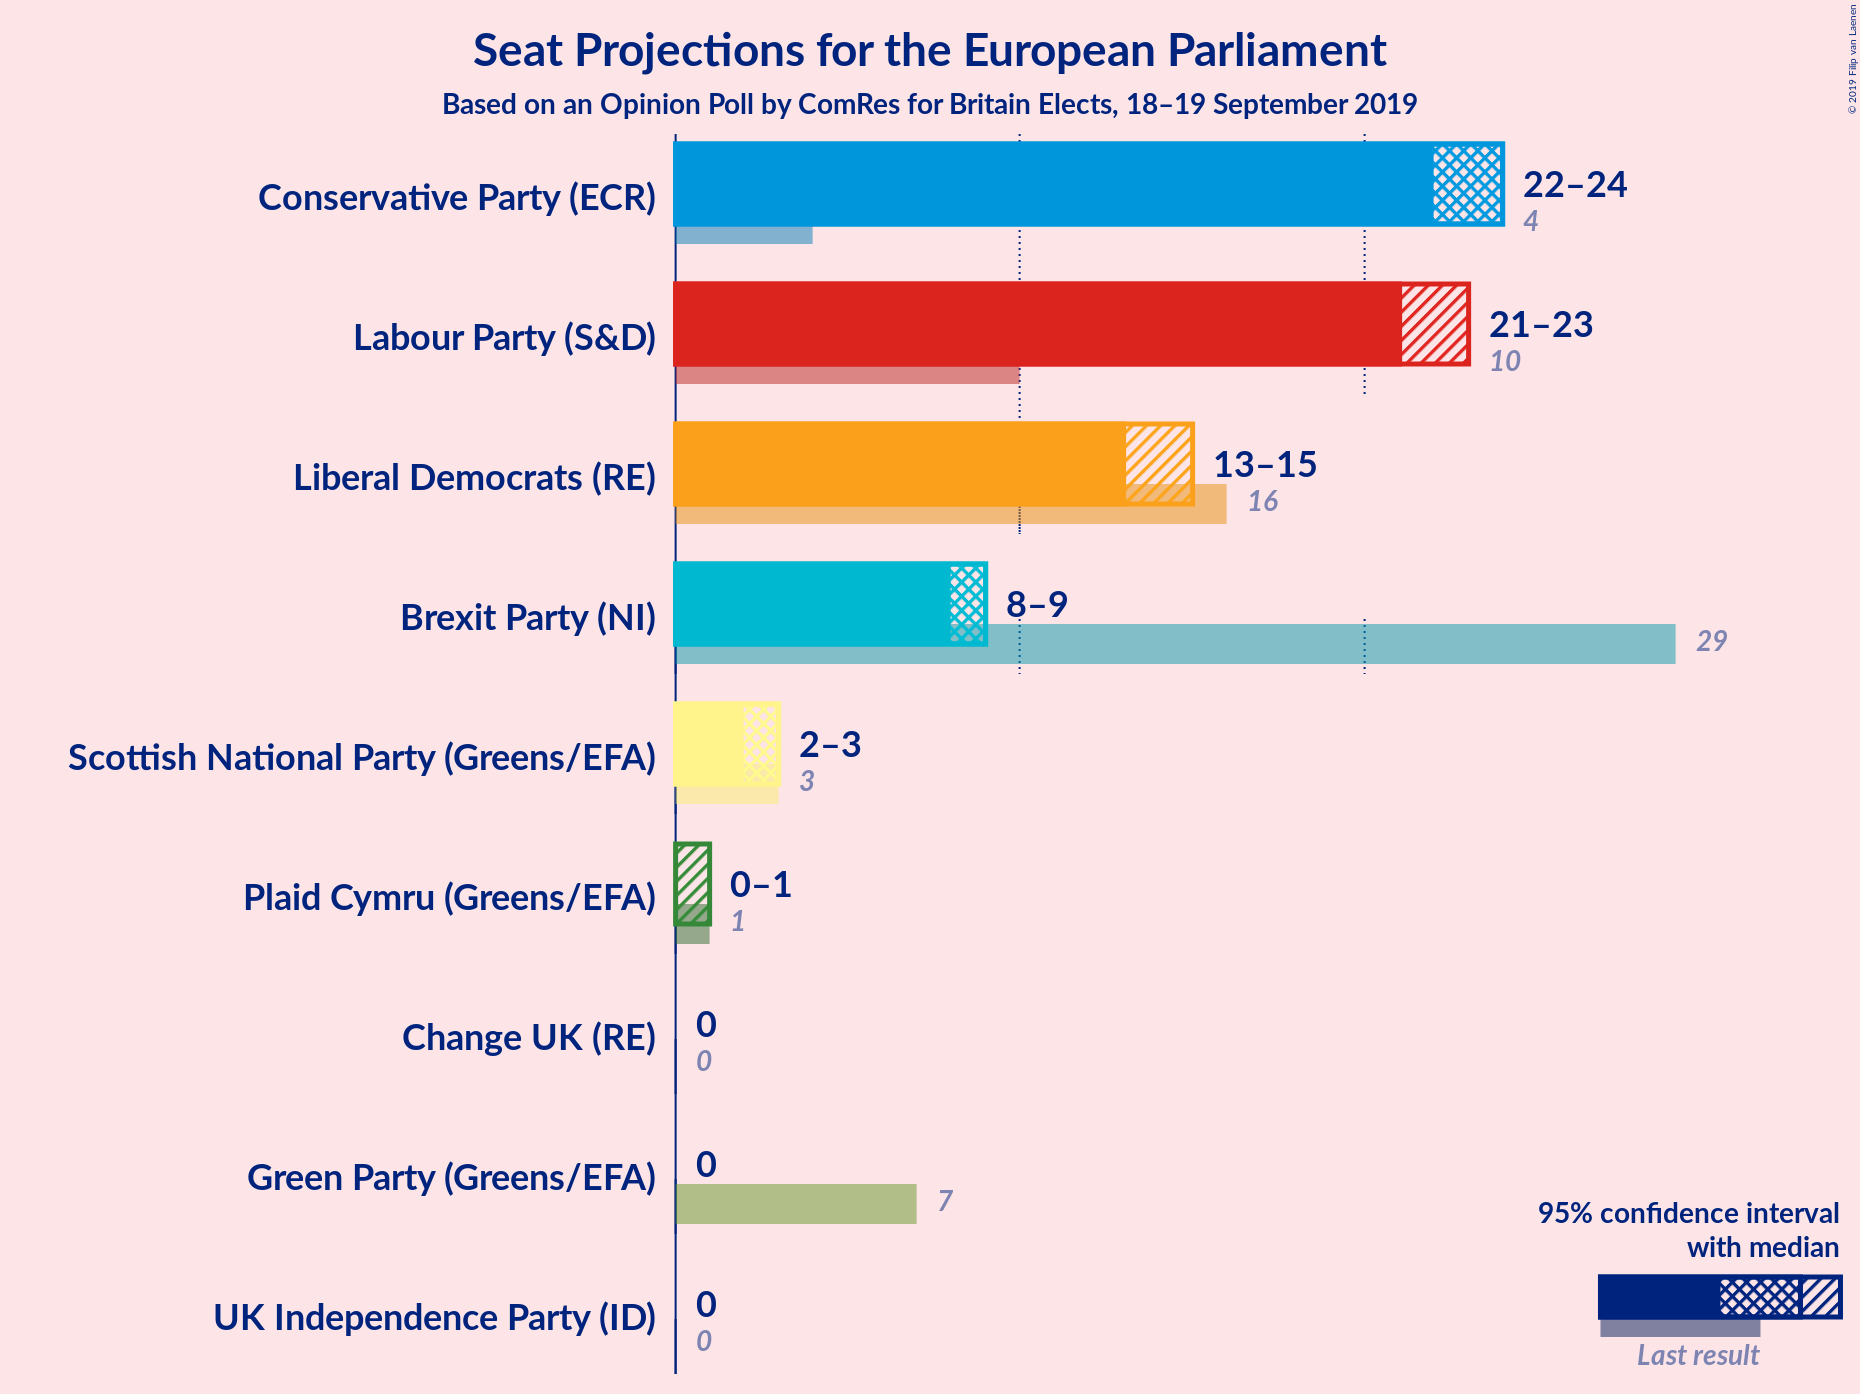 Seat Projections for the European Parliament
Based on an Opinion Poll by ComRes for Britain Elects, 18–19 September 2019
© 2019 Filip van Laenen
Conservative Party (ECR)
22–24
4
Labour Party (S&D)
21–23
10
Liberal Democrats (RE)
13–15
16
Brexit Party (NI)
8–9
29
Scottish National Party (Greens/EFA)
2–3
3
Plaid Cymru (Greens/EFA)
0–1
1
Change UK (RE)
0
0
Green Party (Greens/EFA)
0
7
UK Independence Party (ID)
0
0
95% confidence interval
with median
Last result